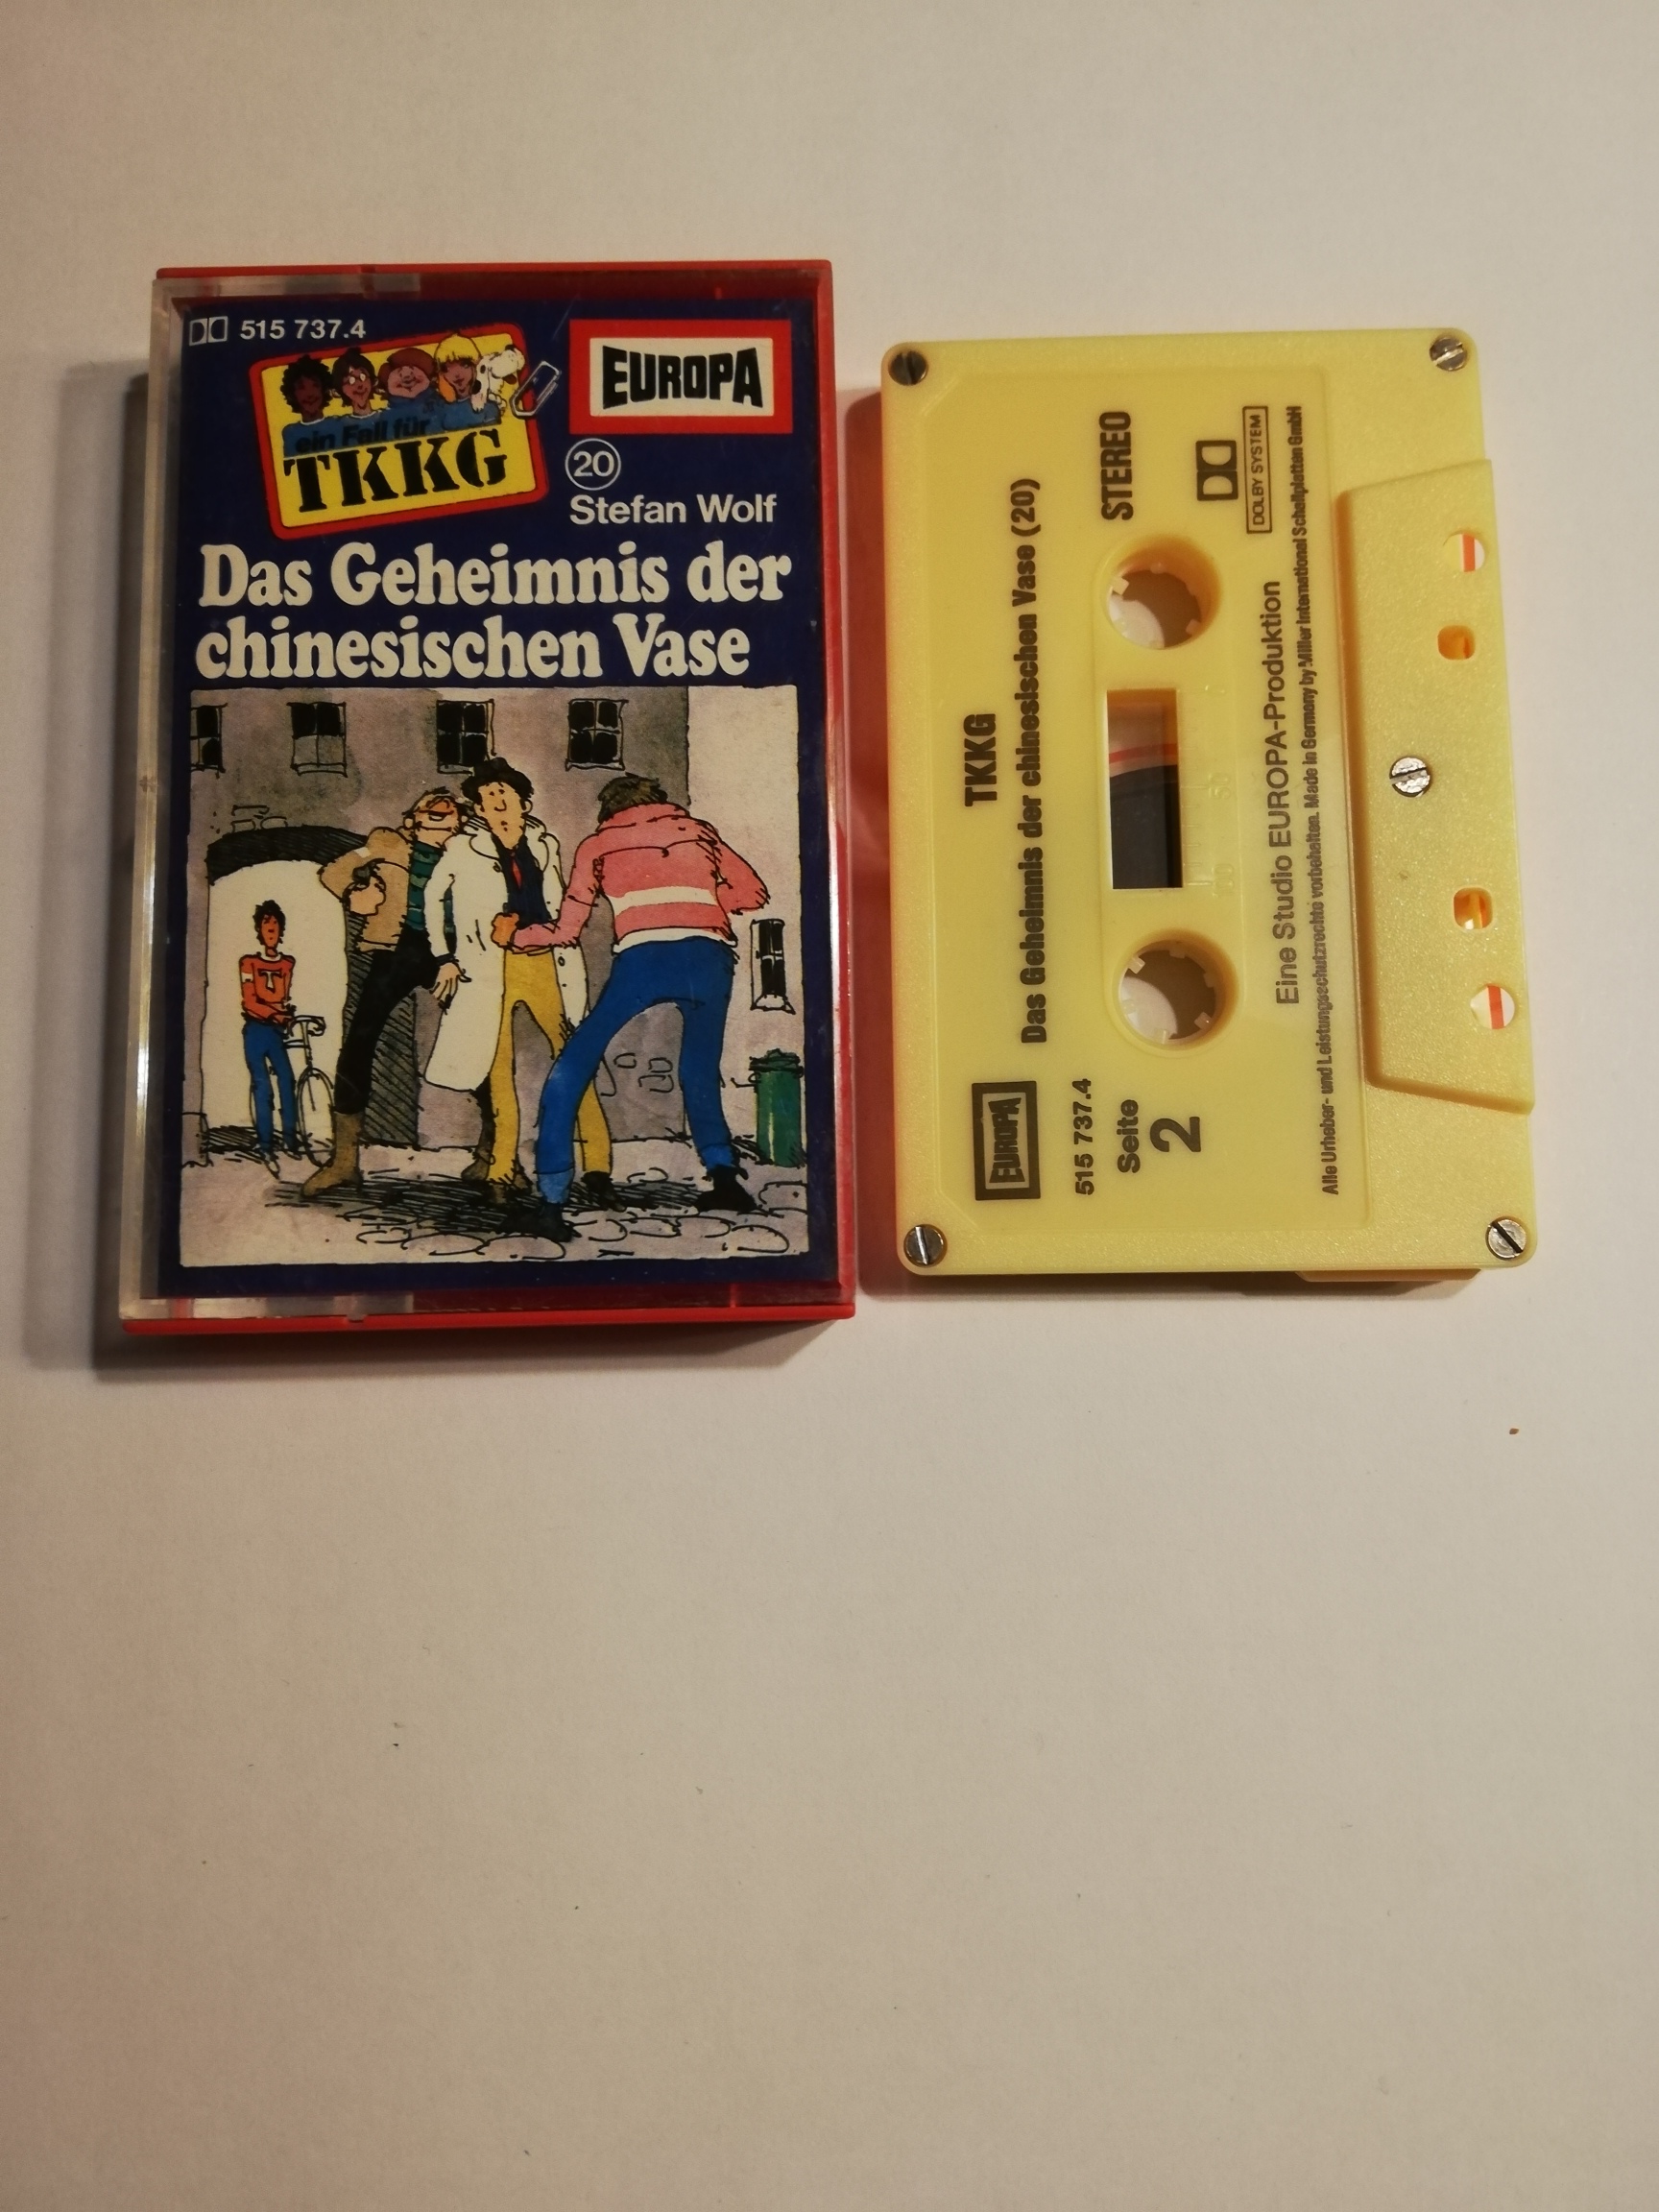 515 737.4
EUROPA
ein Fall für
TKKG
20
Stefan Wolf
Das Geheimnis der
chinesischen Vase
T
TKKG
Das Geheimnis der chinesischen Vase (20)
EUROPA
515 737.4
STEREO
Seite
2
DOLBY SYSTEM
Eine Studio EUROPA-Produktion
Alle Urheber- und Leistungsschutzrechte vorbehalten. Made in Germany by Miller International Schallplatten GmbH